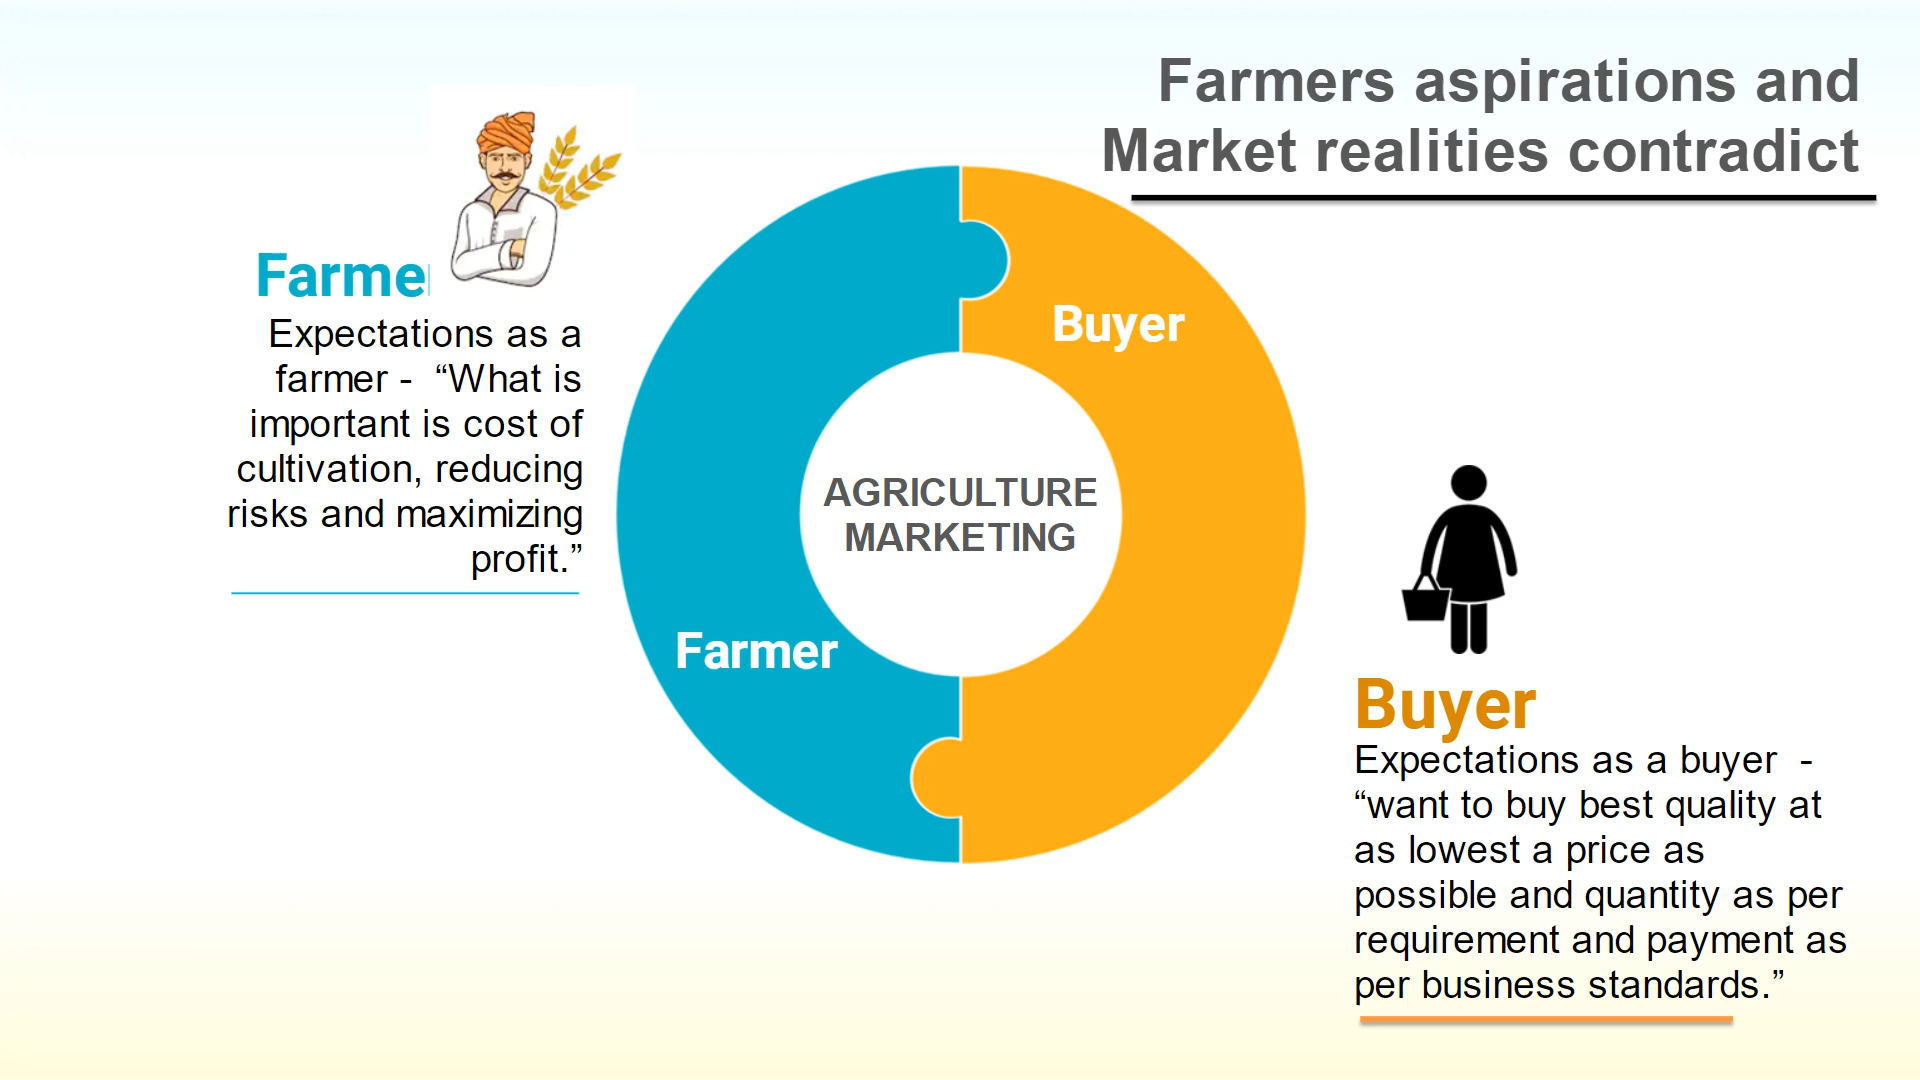 Farmers aspirations and
Market realities contradict
Farme
Expectations as a
farmer -  “What is
important is cost of
cultivation, reducing
risks and maximizing
profit.”
Buyer
AGRICULTURE
MARKETING
Farmer
Buyer
Expectations as a buyer  -
“want to buy best quality at
as lowest a price as
possible and quantity as per
requirement and payment as
per business standards.”